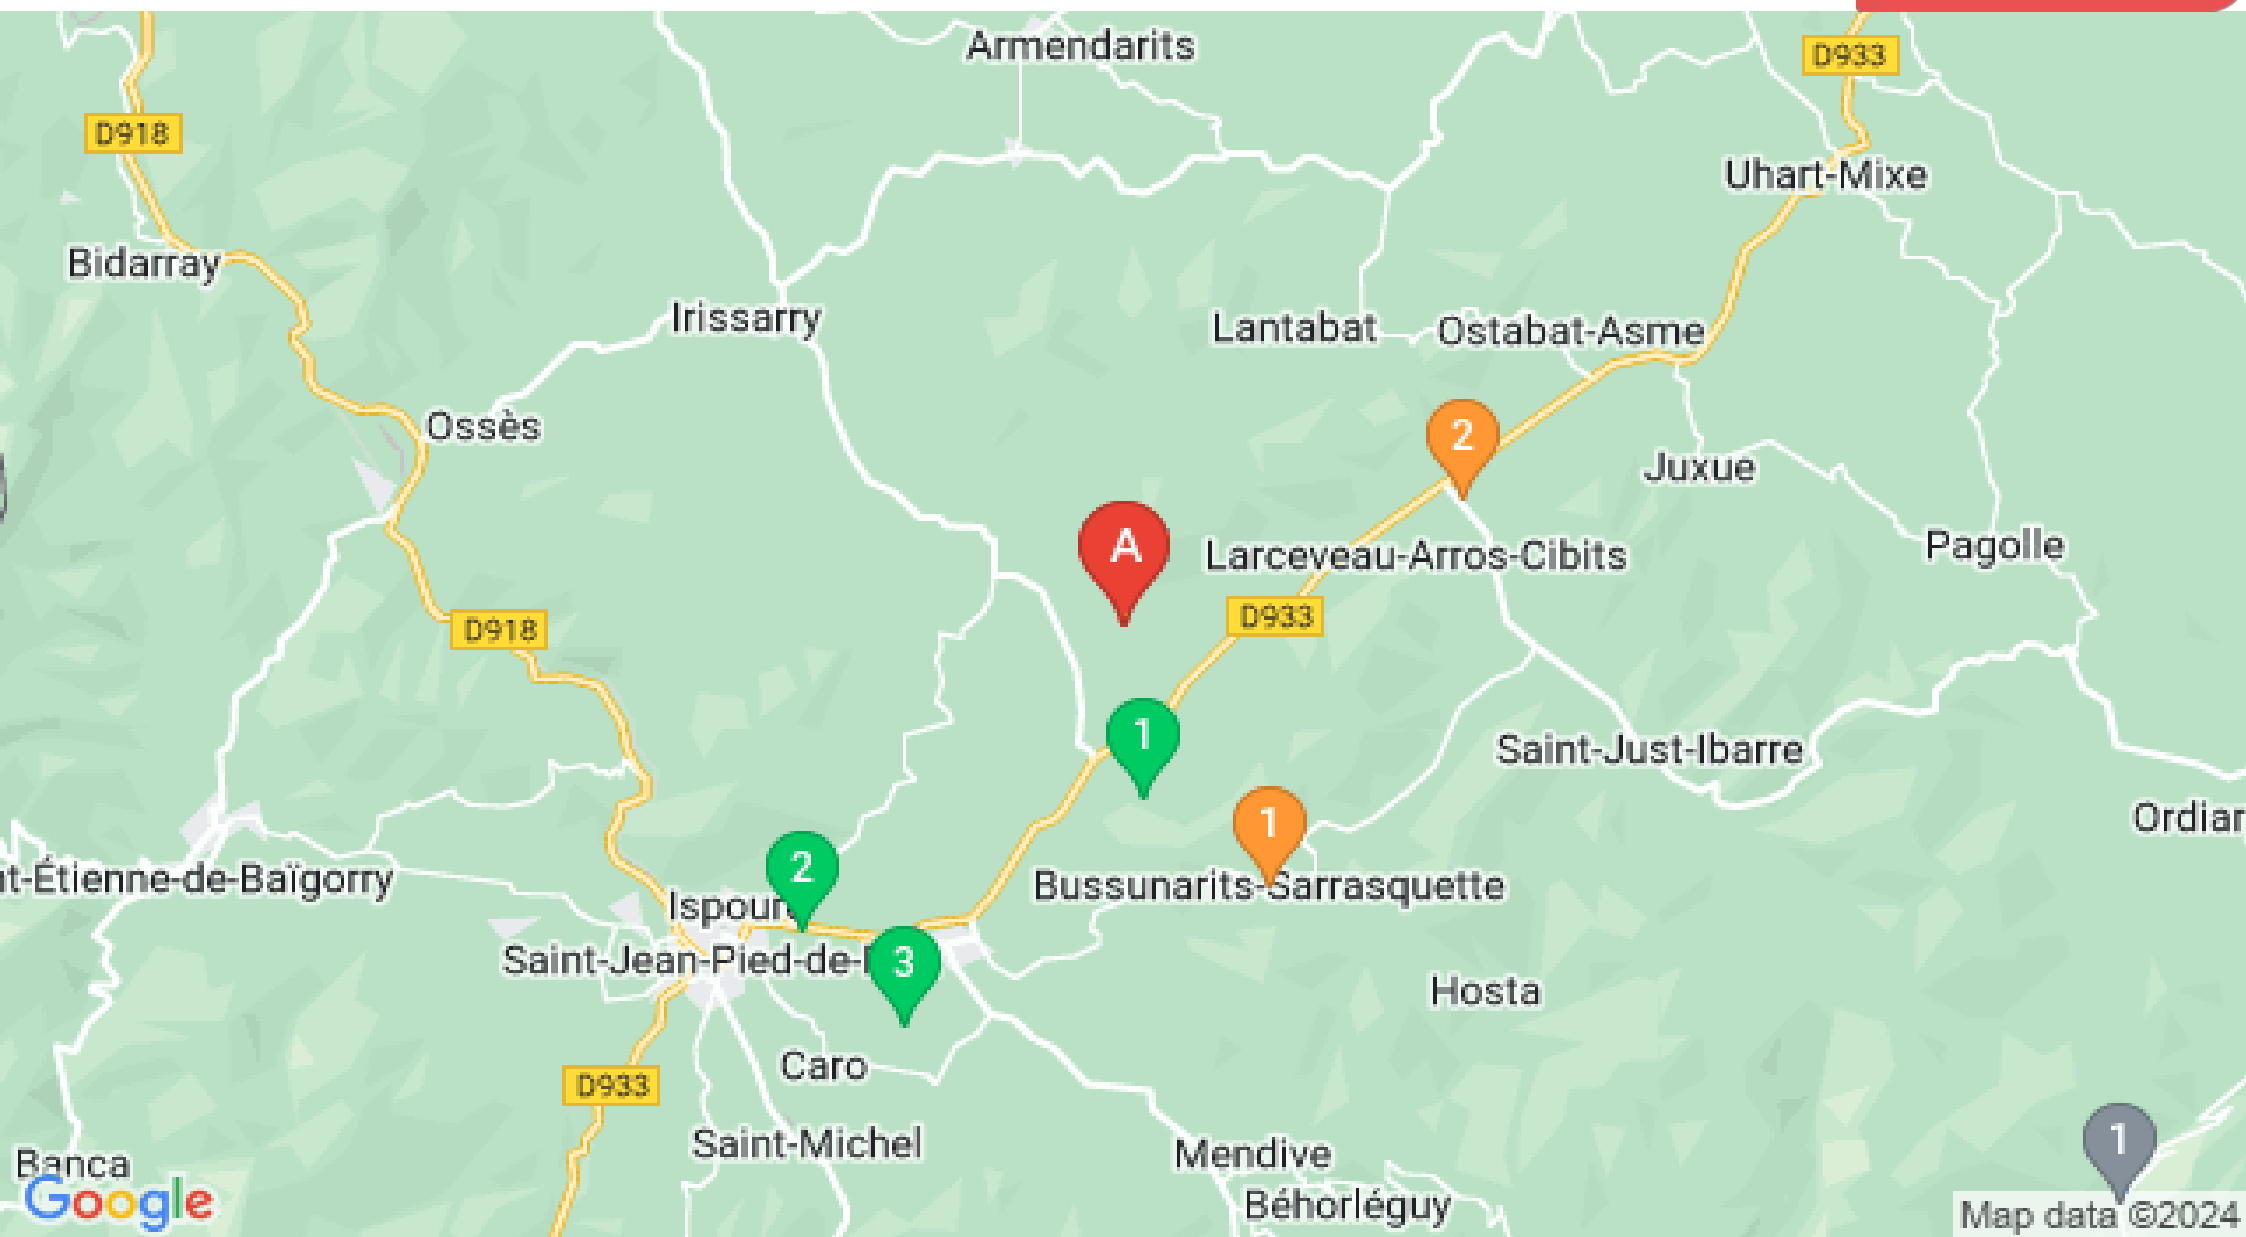 Armendarits
D933
D918
Uhart-Mixe
Bidarray
Irissarry
Lantabat
Ostabat-Asme
Ossès
2
Juxue
A
Larceveau-Arros-Cibits
Pagolle
D933
D918
1
Saint-Just-Ibarre
1
Ordiar
2
t-Étienne-de-Baïgorry
Bussunarits-Sarrasquette
Ispour
Saint-Jean-Pied-de-
3
Hosta
Caro
D933
Saint-Michel
Mendive
1
Banca
Google
Béhorléguy
Map data ©2024